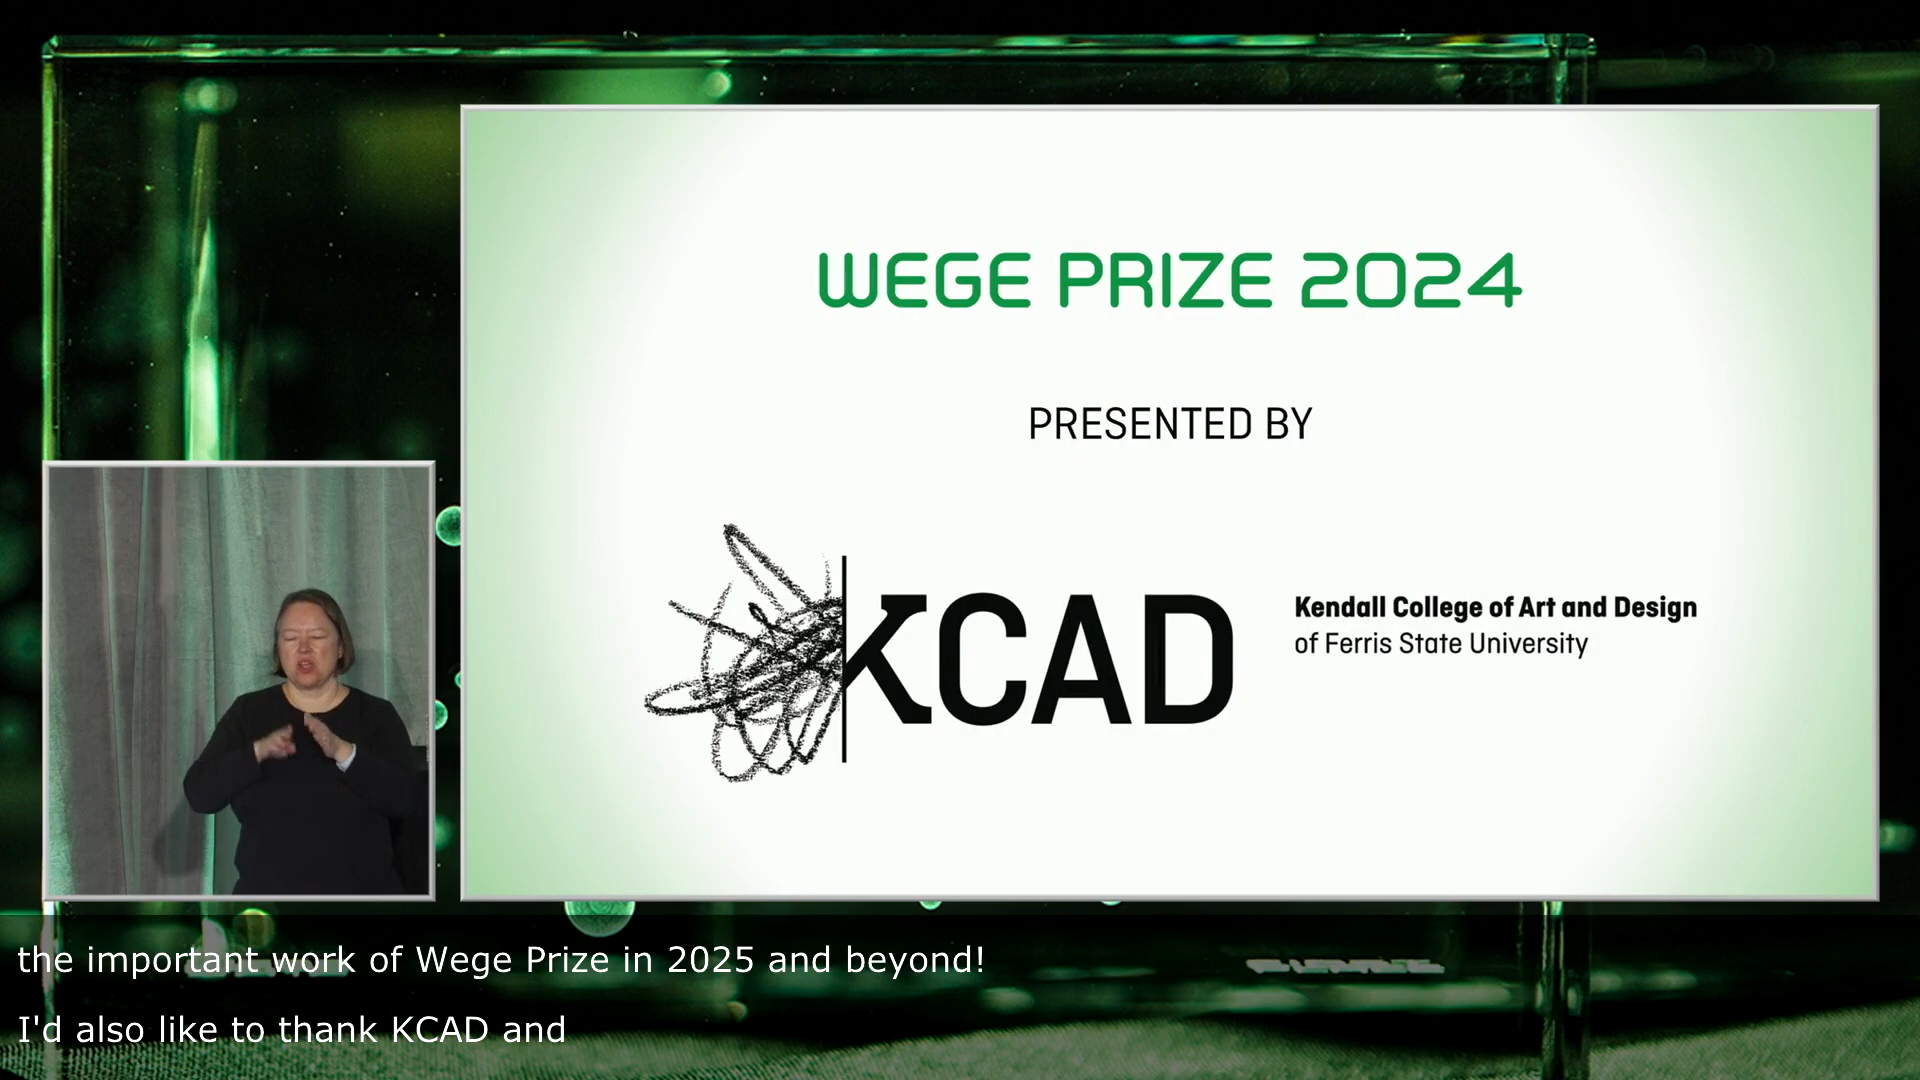 WEGE PRIZE 2024
PRESENTED BY
KCAD
Kendall College of Art and Design
of Ferris State University
the important work of Wege Prize in 2025 and beyond!
I'd also like to thank KCAD and